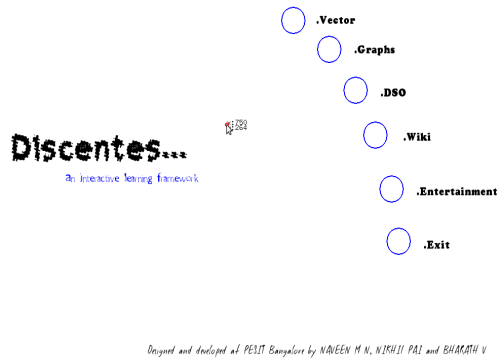 .Vector
.Graphs
.DSO
.Wiki
.Entertainment
.Exit
Discentes...
an interactive learning framework
Designed and developed at PESIT Bangalore by NAVEEN M N, NIKHIL PAI and BHARATH V